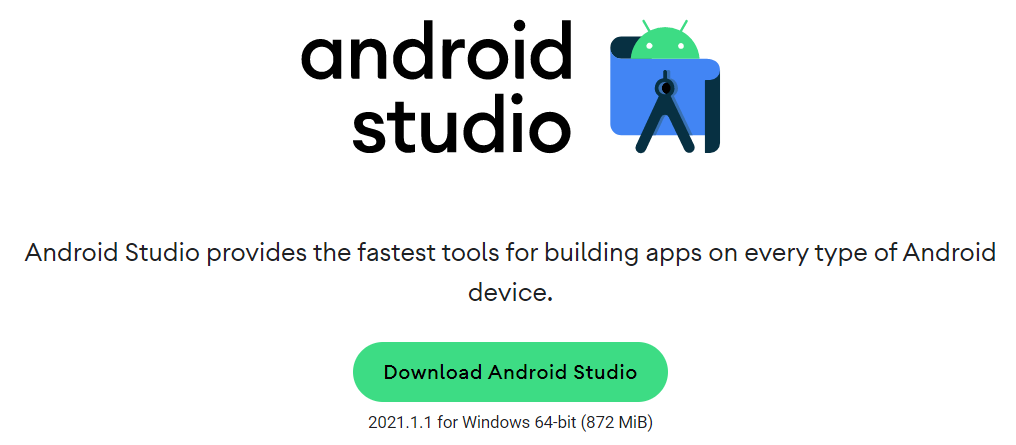 android
studio
Android Studio provides the fastest tools for building apps on every type of Android
device.
Download Android Studio
2021.1.1 for Windows 64-bit (872 MiB)